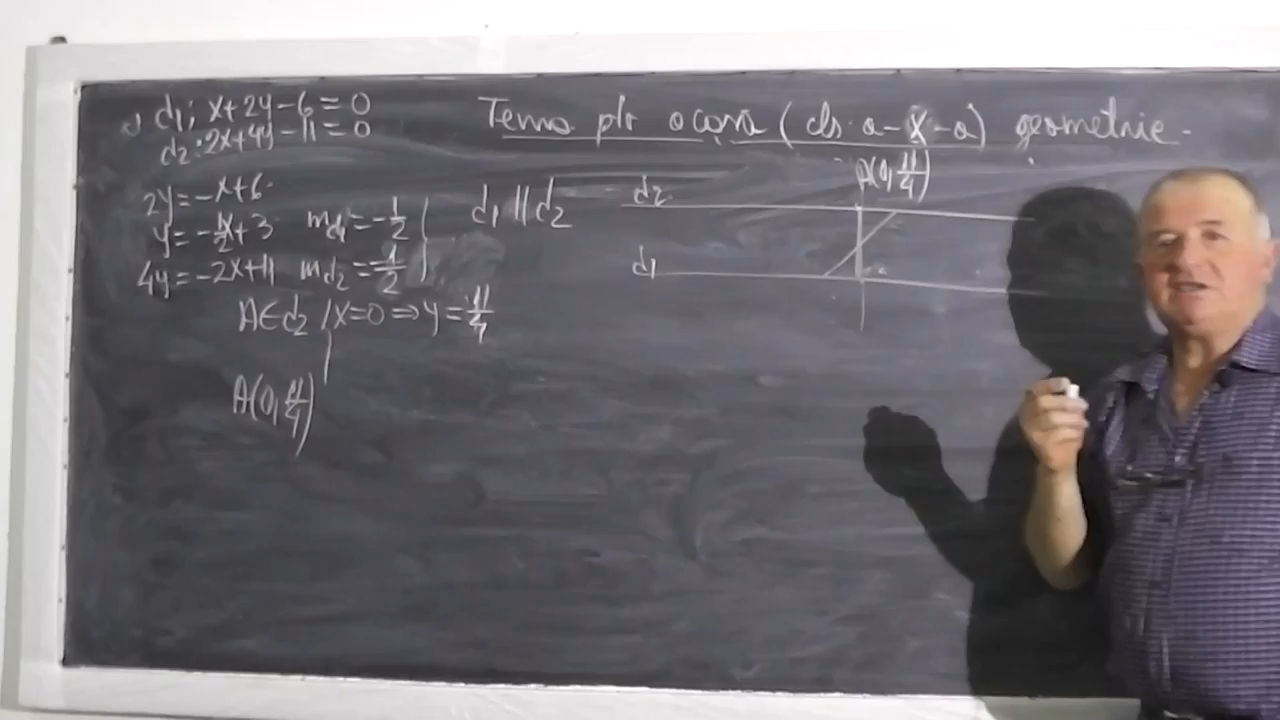 d1: x+2y-6=0
d2: 2x+4y-11=0
2y=-x+6
y=-x/2+3 md1=-1/2
4y=-2x+11 md2=-1/2
d1 || d2
A∈d2 / x=0 ⇒ y=11/4
A(0, 11/4)
Tema ptr acasa (cls. a-X-a) geometrie.
A(0, 11/4)
d2
d1